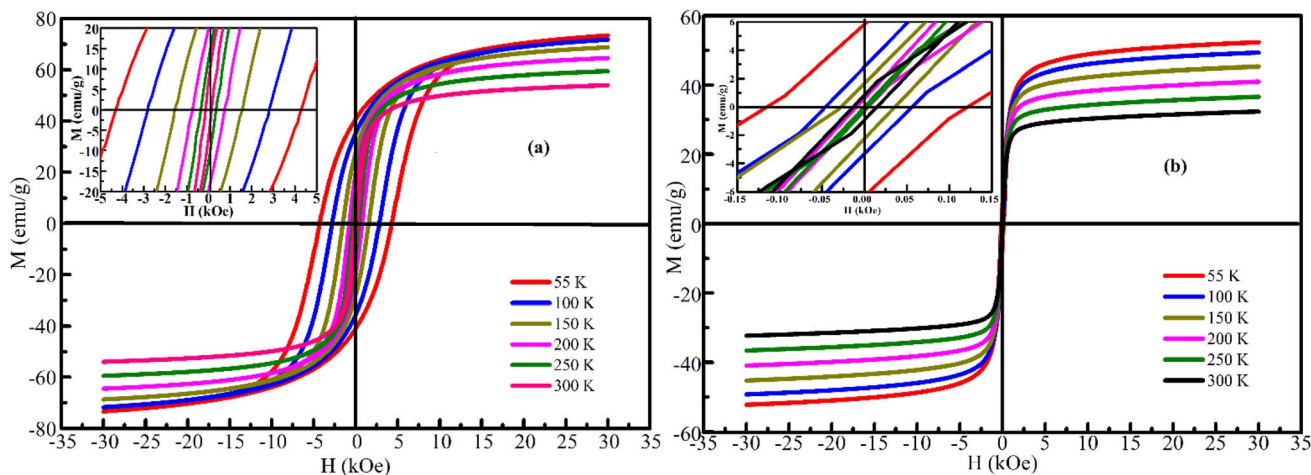 80
60
40
20
0
-20
-40
-60
-80
M (emu/g)
-35 -30 -25 -20 -15 -10 -5 0 5 10 15 20 25 30 35
H (kOe)
(a)
55 K
100 K
150 K
200 K
250 K
300 K
20
15
10
5
0
-5
-10
-15
-20
M (emu/g)
-5 -4 -3 -2 -1 0 1 2 3 4 5
H (kOe)
60
40
20
0
-20
-40
-60
M (emu/g)
-35 -30 -25 -20 -15 -10 -5 0 5 10 15 20 25 30 35
H (kOe)
(b)
55 K
100 K
150 K
200 K
250 K
300 K
6
4
2
0
-2
-4
-6
M (emu/g)
-0.15 -0.10 -0.05 0.00 0.05 0.10 0.15
H (kOe)